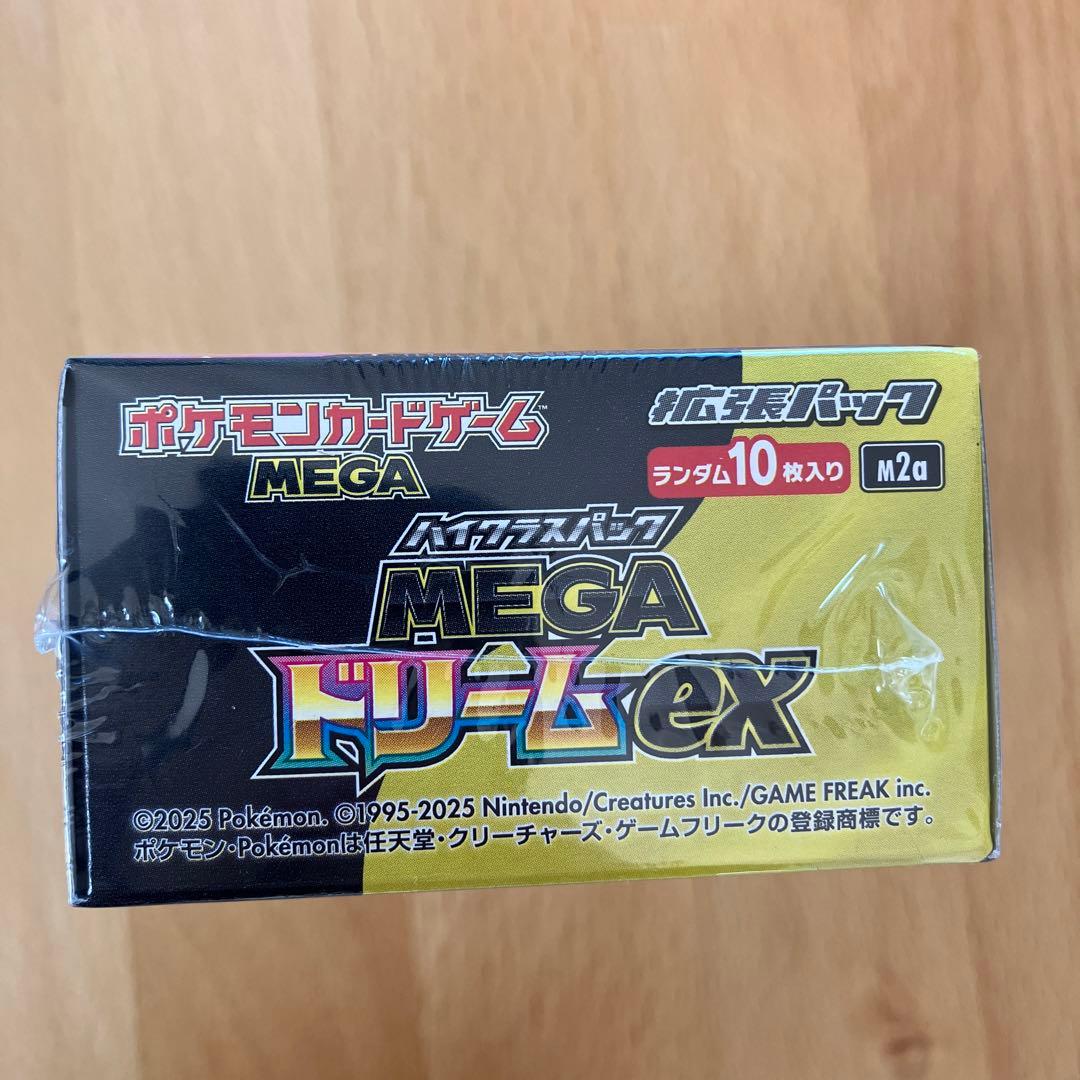 ポケモンカードゲーム™
MEGA
拡張パック
ランダム10枚入り
M2a
ハイクラスパック
MEGA
ドリームex
©2025 Pokémon. ©1995-2025 Nintendo/Creatures Inc./GAME FREAK inc.
ポケモン・Pokémonは任天堂・クリーチャーズ・ゲームフリークの登録商標です。